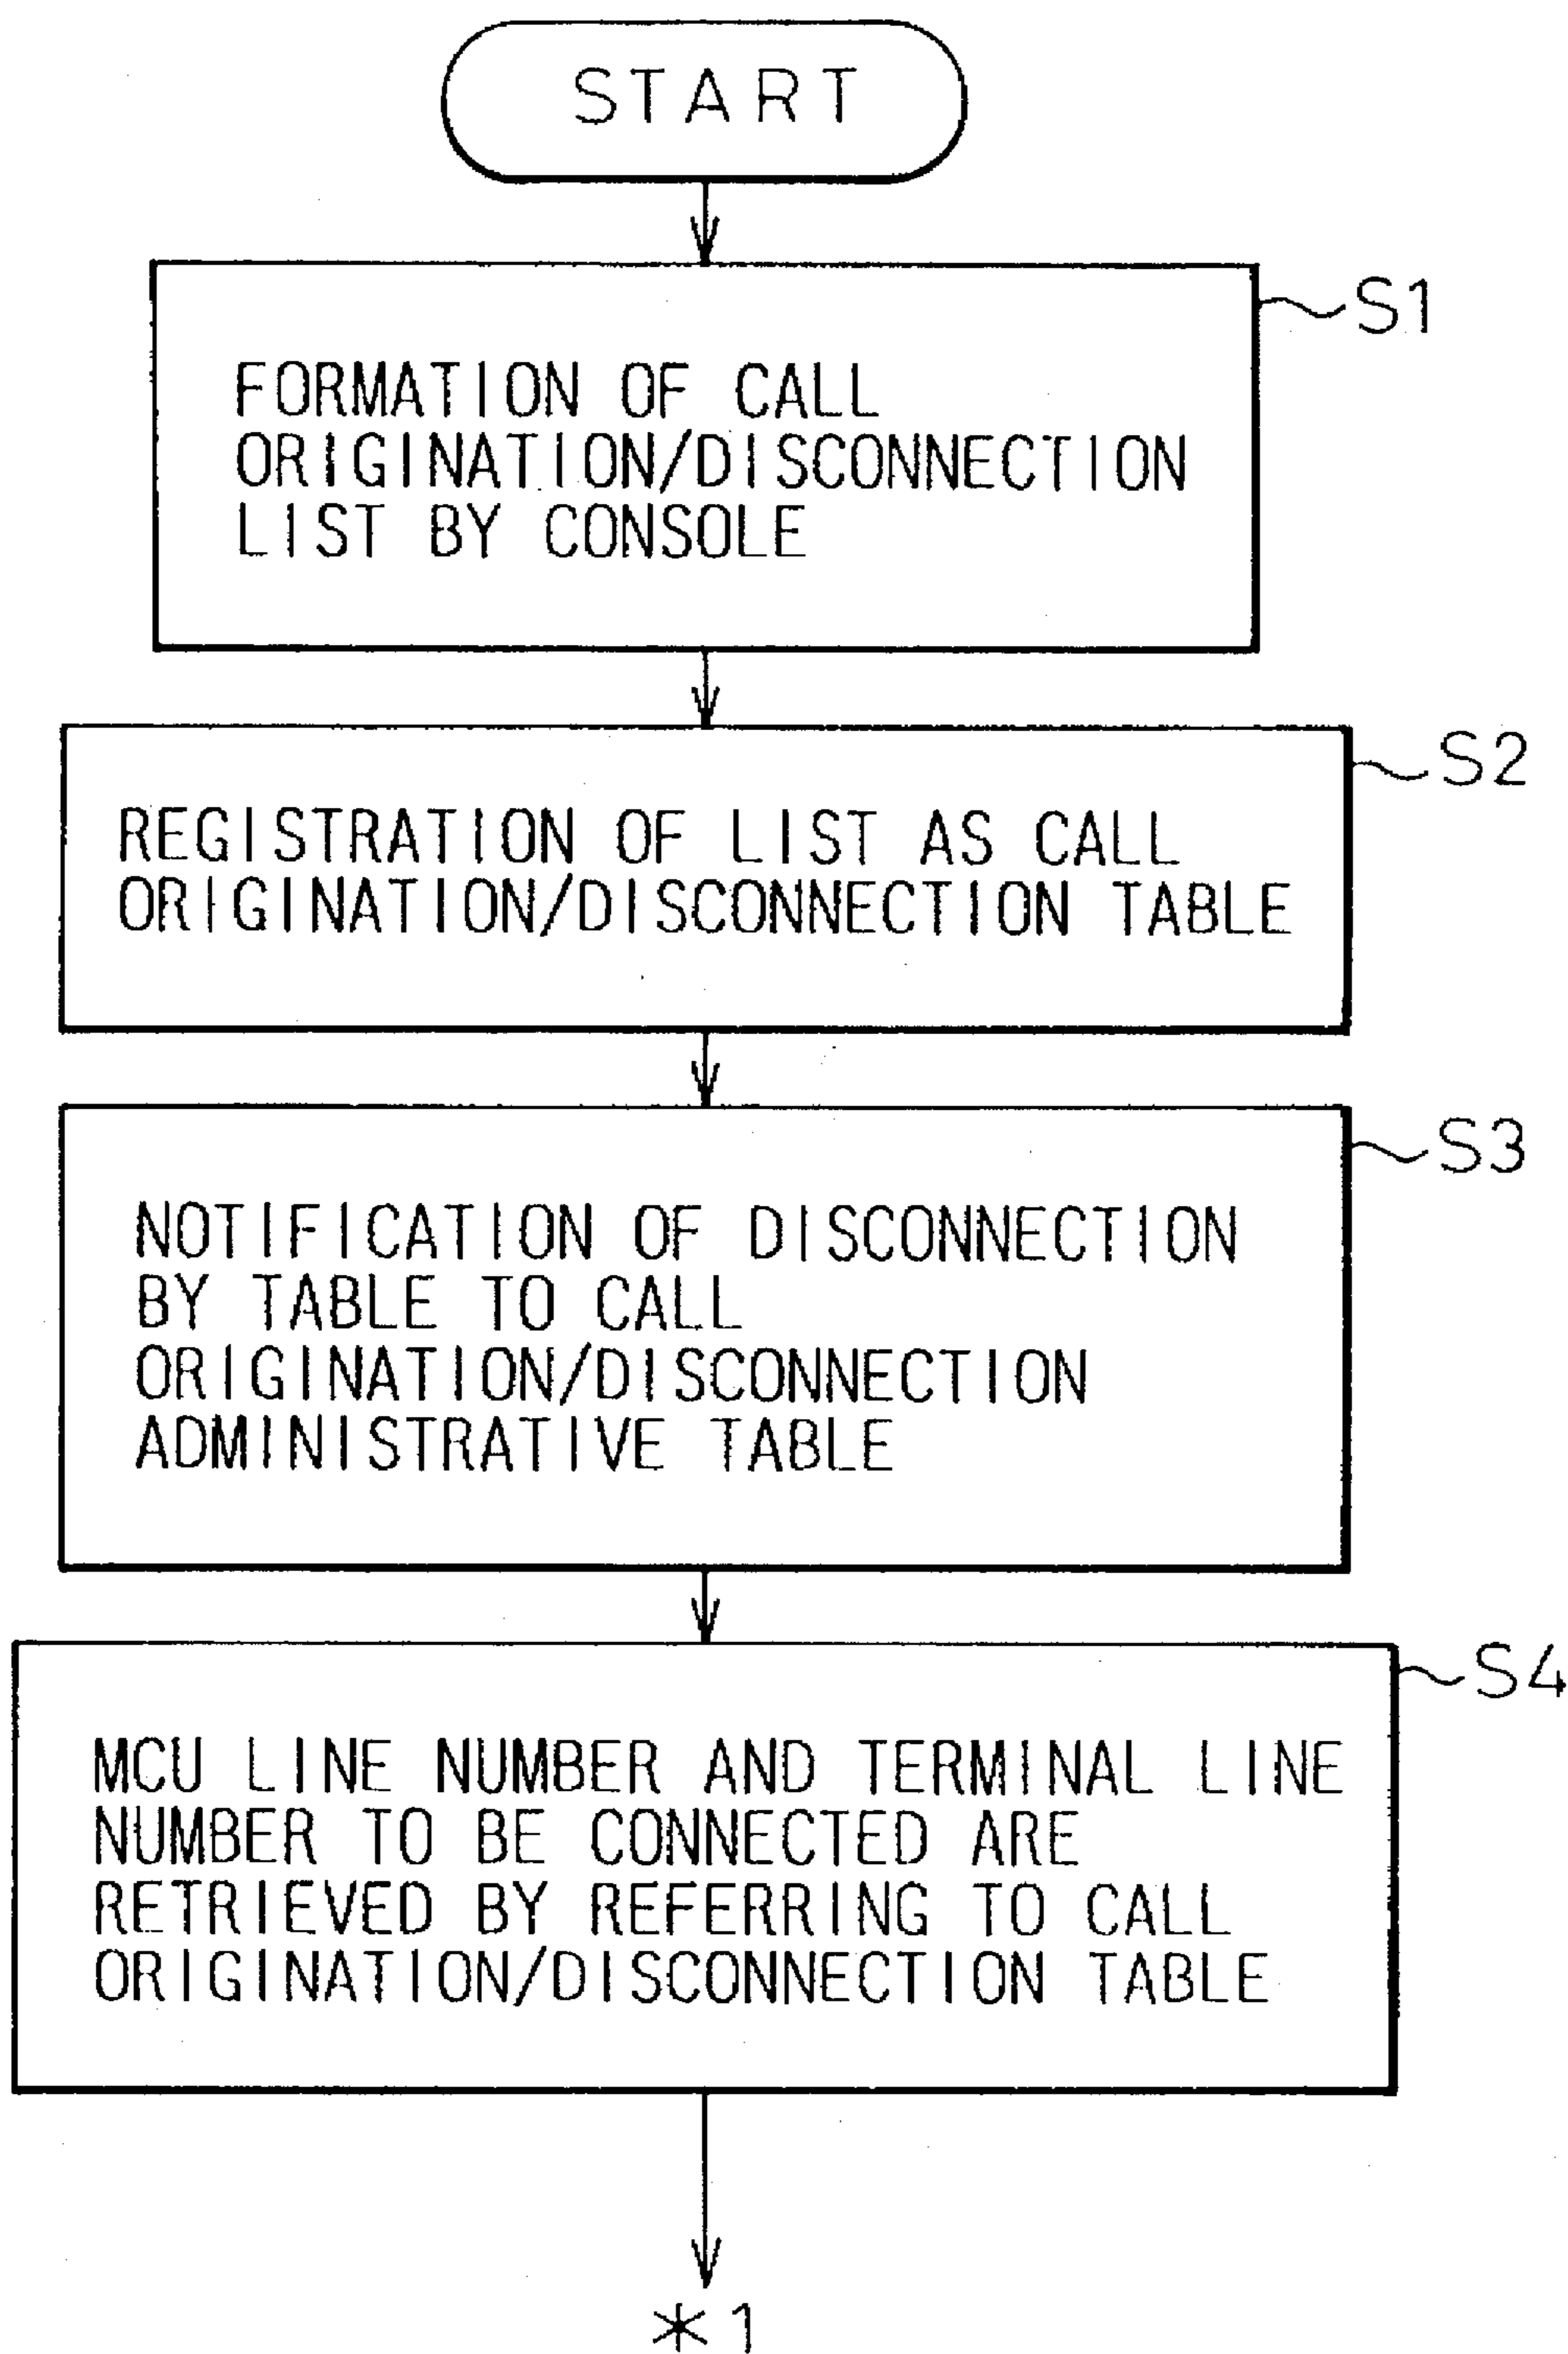 START
S1
FORMATION OF CALL
ORIGINATION/DISCONNECTION
LIST BY CONSOLE
S2
REGISTRATION OF LIST AS CALL
ORIGINATION/DISCONNECTION TABLE
S3
NOTIFICATION OF DISCONNECTION
BY TABLE TO CALL
ORIGINATION/DISCONNECTION
ADMINISTRATIVE TABLE
S4
MCU LINE NUMBER AND TERMINAL LINE
NUMBER TO BE CONNECTED ARE
RETRIEVED BY REFERRING TO CALL
ORIGINATION/DISCONNECTION TABLE
*1